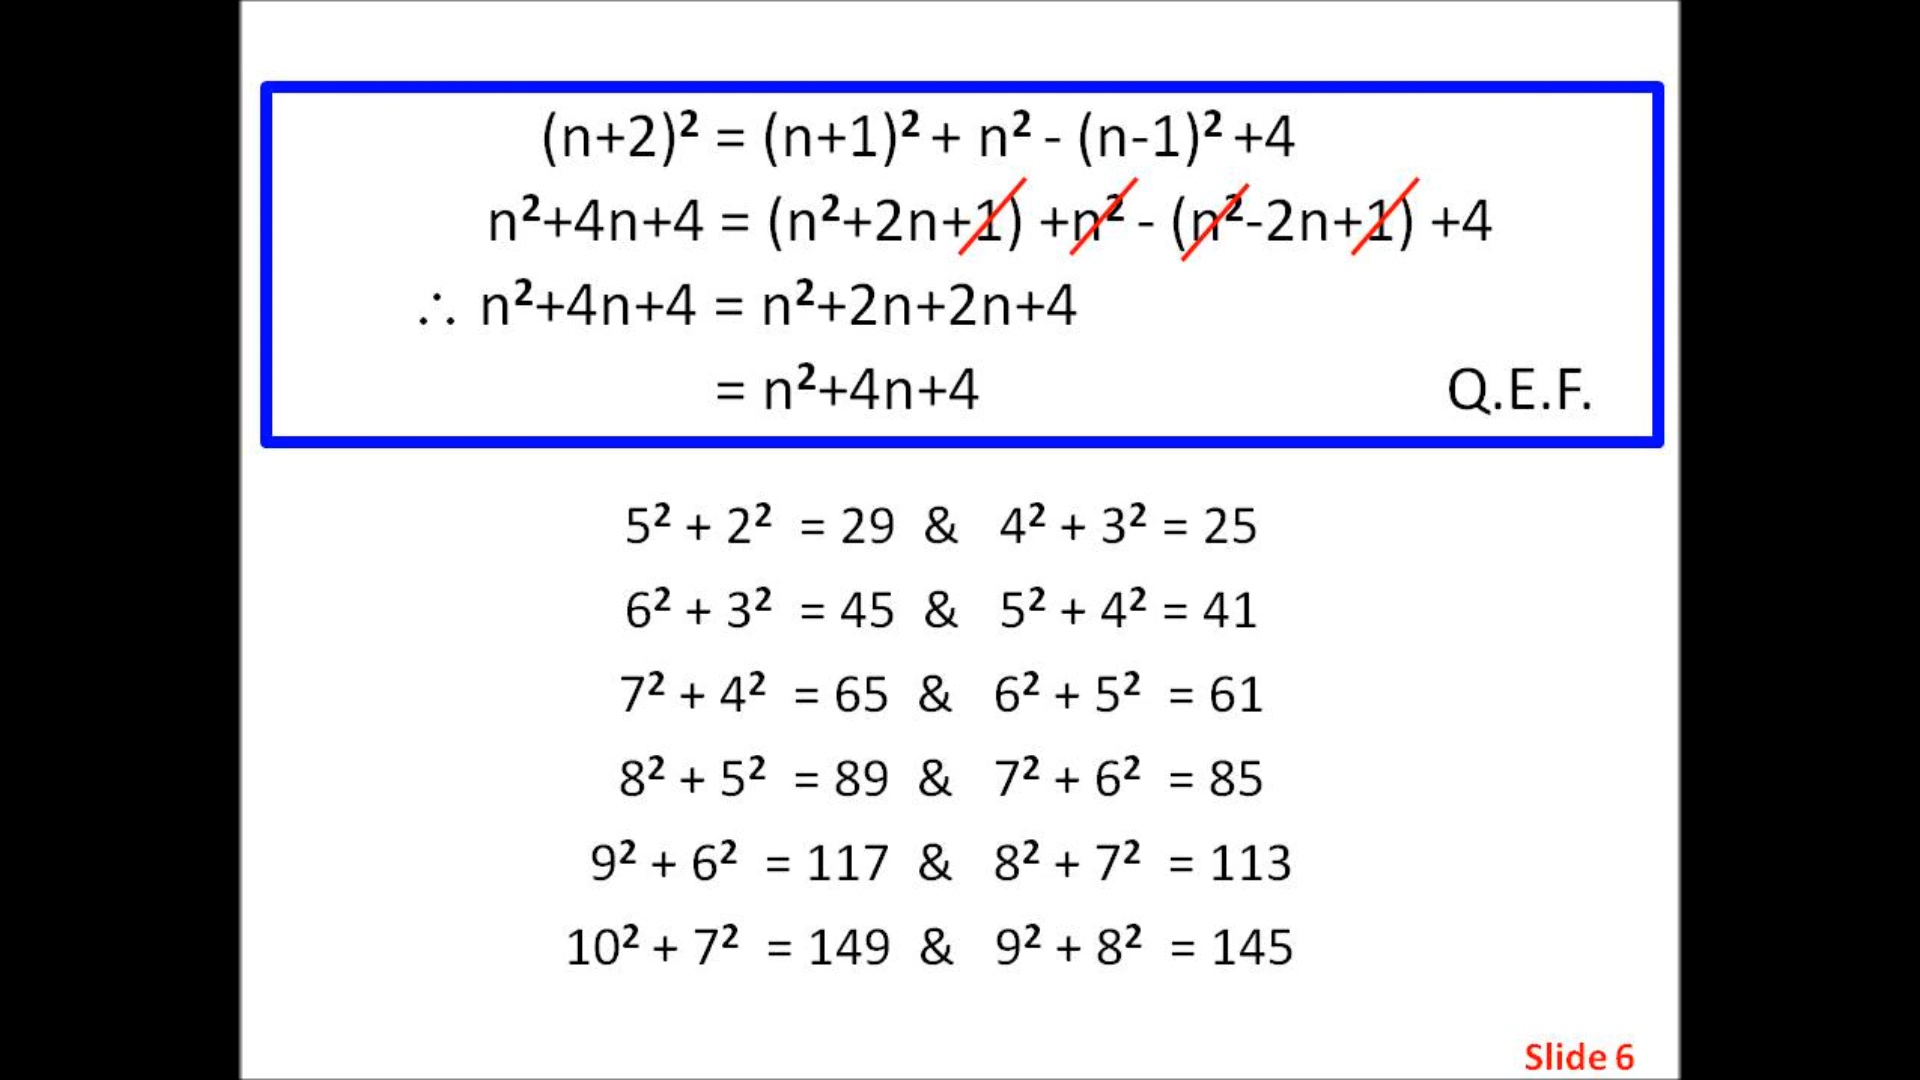 (n+2)² = (n+1)² + n² - (n-1)² +4
n²+4n+4 = (n²+2n+1) +n² - (n²-2n+1) +4
∴ n²+4n+4 = n²+2n+2n+4
= n²+4n+4 Q.E.F.
5² + 2² = 29 & 4² + 3² = 25
6² + 3² = 45 & 5² + 4² = 41
7² + 4² = 65 & 6² + 5² = 61
8² + 5² = 89 & 7² + 6² = 85
9² + 6² = 117 & 8² + 7² = 113
10² + 7² = 149 & 9² + 8² = 145
Slide 6